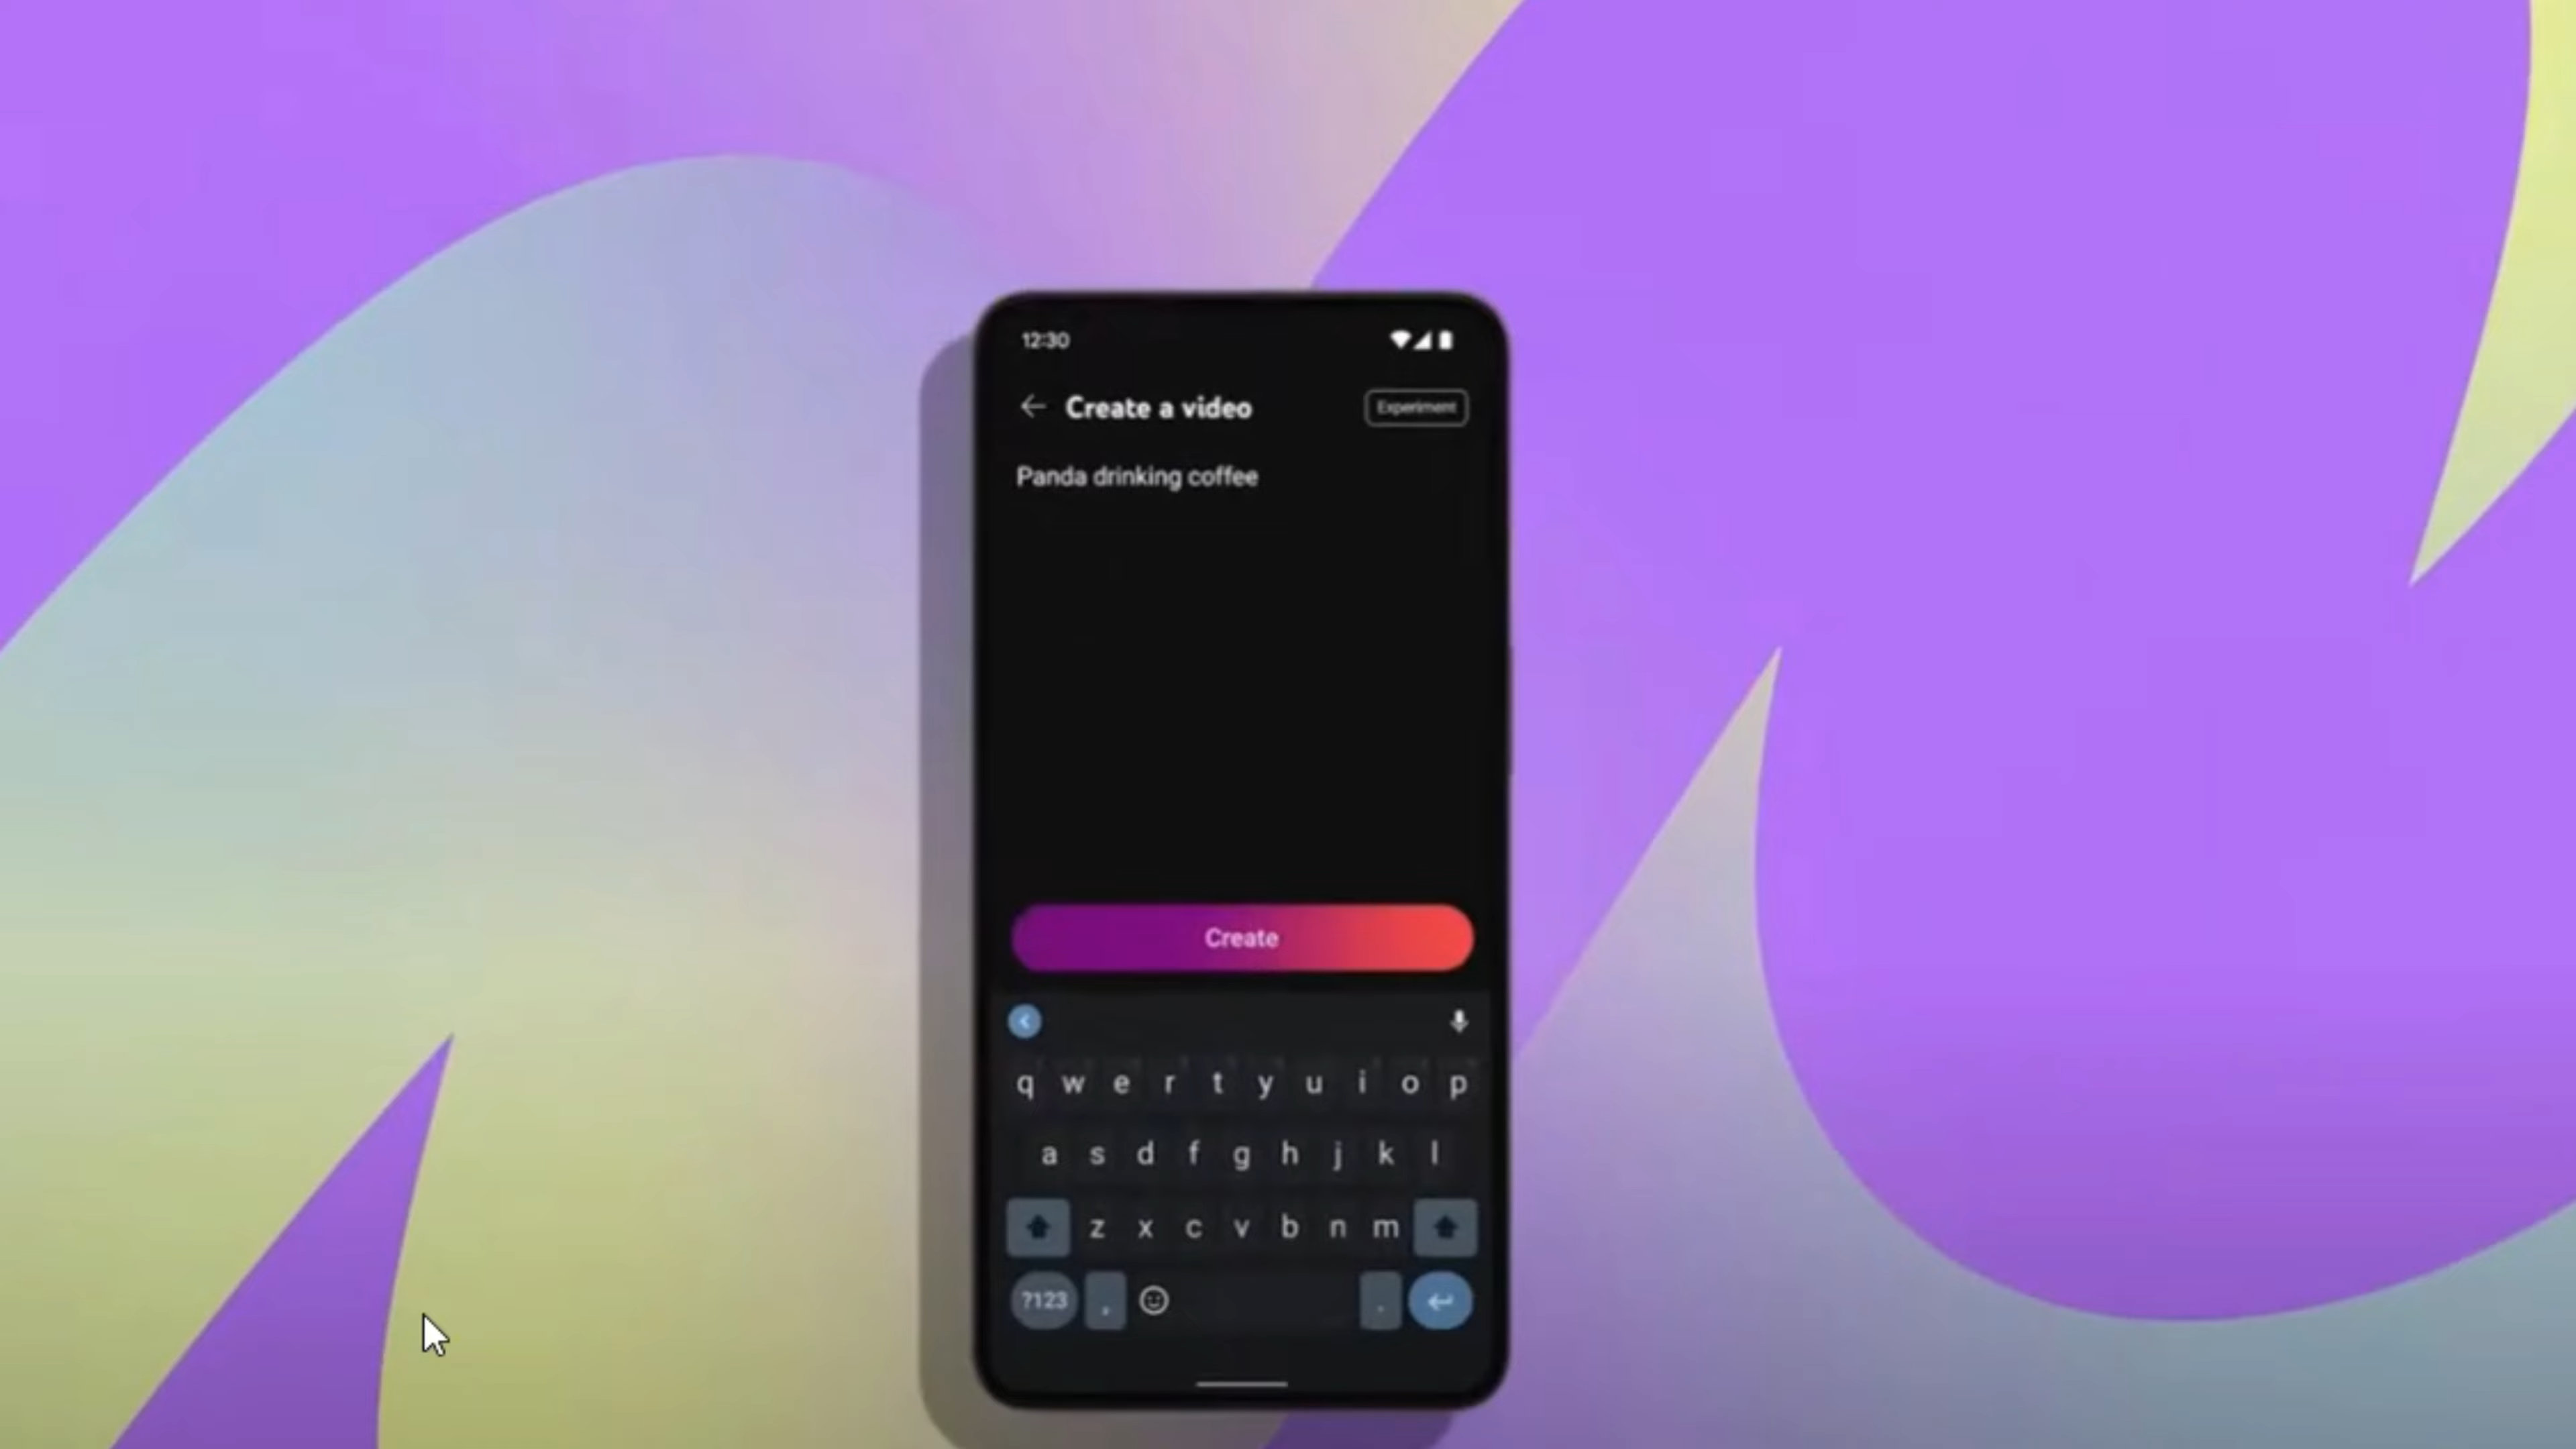 12:30
Create a video
Experiment
Panda drinking coffee
Create
q w e r t y u i o p
a s d f g h j k l
z x c v b n m
?123 , .